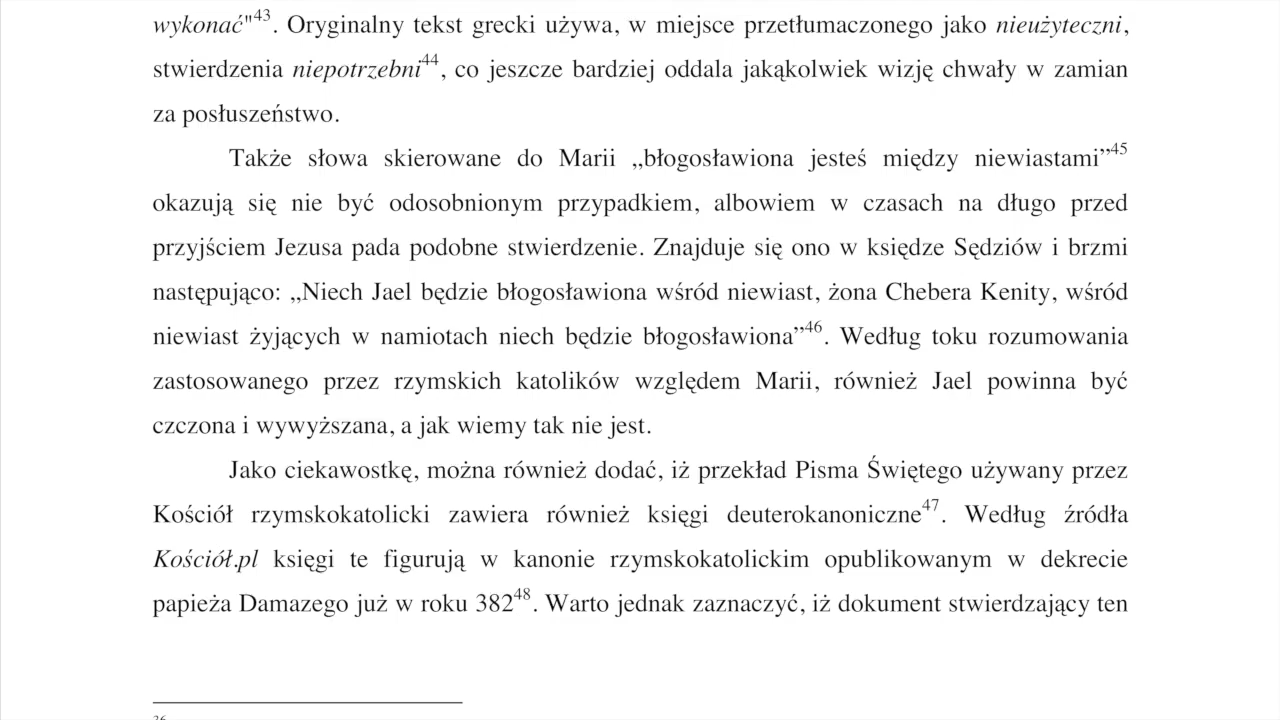 wykonać"43. Oryginalny tekst grecki używa, w miejsce przetłumaczonego jako nieużyteczni,
stwierdzenia niepotrzebni44, co jeszcze bardziej oddala jakąkolwiek wizję chwały w zamian
za posłuszeństwo.
Także słowa skierowane do Marii „błogosławiona jesteś między niewiastami”45
okazują się nie być odosobnionym przypadkiem, albowiem w czasach na długo przed
przyjściem Jezusa pada podobne stwierdzenie. Znajduje się ono w księdze Sędziów i brzmi
następująco: „Niech Jael będzie błogosławiona wśród niewiast, żona Chebera Kenity, wśród
niewiast żyjących w namiotach niech będzie błogosławiona”46. Według toku rozumowania
zastosowanego przez rzymskich katolików względem Marii, również Jael powinna być
czczona i wywyższana, a jak wiemy tak nie jest.
Jako ciekawostkę, można również dodać, iż przekład Pisma Świętego używany przez
Kościół rzymskokatolicki zawiera również księgi deuterokanoniczne47. Według źródła
Kościół.pl księgi te figurują w kanonie rzymskokatolickim opublikowanym w dekrecie
papieża Damazego już w roku 38248. Warto jednak zaznaczyć, iż dokument stwierdzający ten